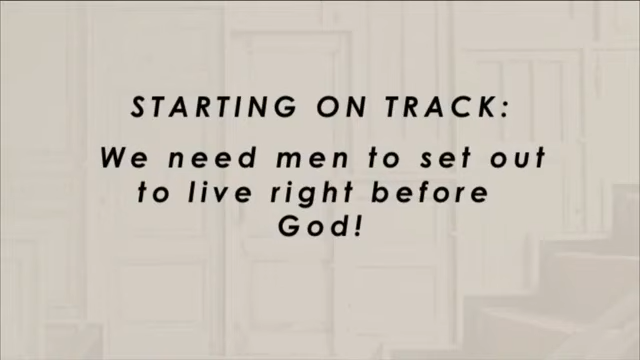 STARTING ON TRACK:
We need men to set out
to live right before
God!